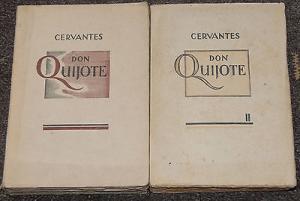 CERVANTES
DON
QUIJOTE
CERVANTES
DON
QUIJOTE
II